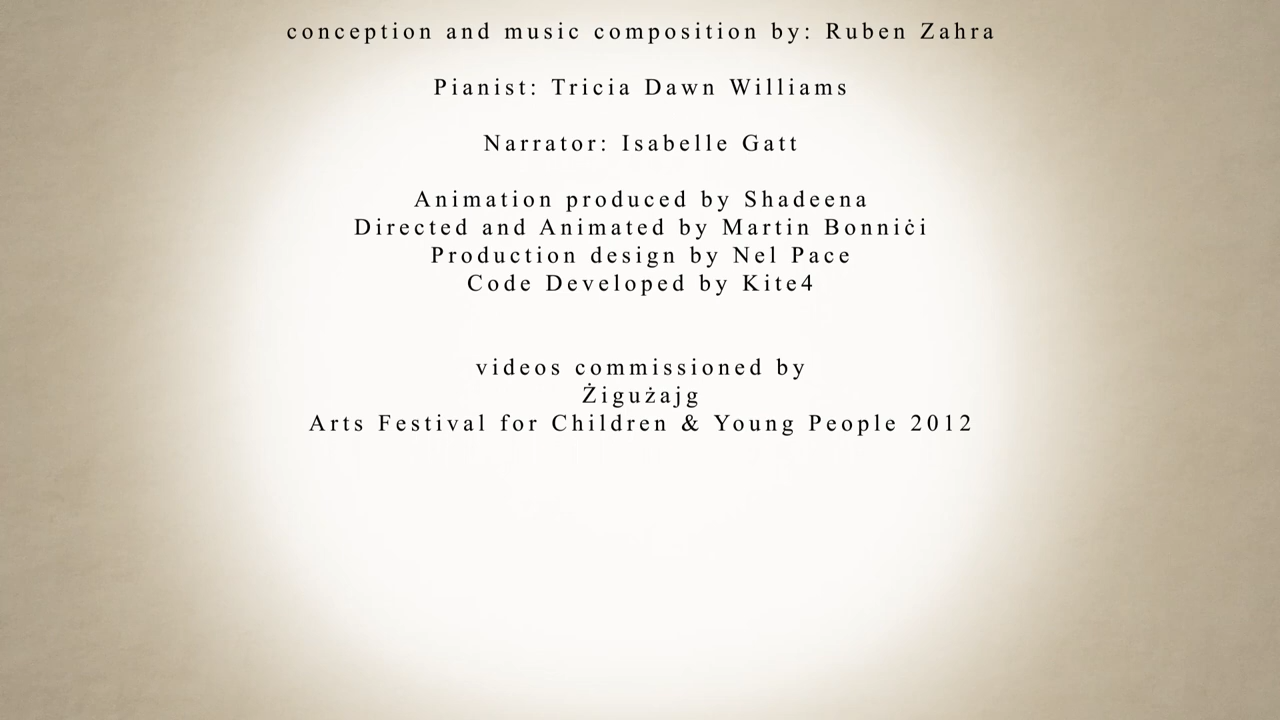 conception and music composition by: Ruben Zahra
Pianist: Tricia Dawn Williams
Narrator: Isabelle Gatt
Animation produced by Shadeena
Directed and Animated by Martin Bonniċi
Production design by Nel Pace
Code Developed by Kite4
videos commissioned by
Żigużajg
Arts Festival for Children & Young People 2012